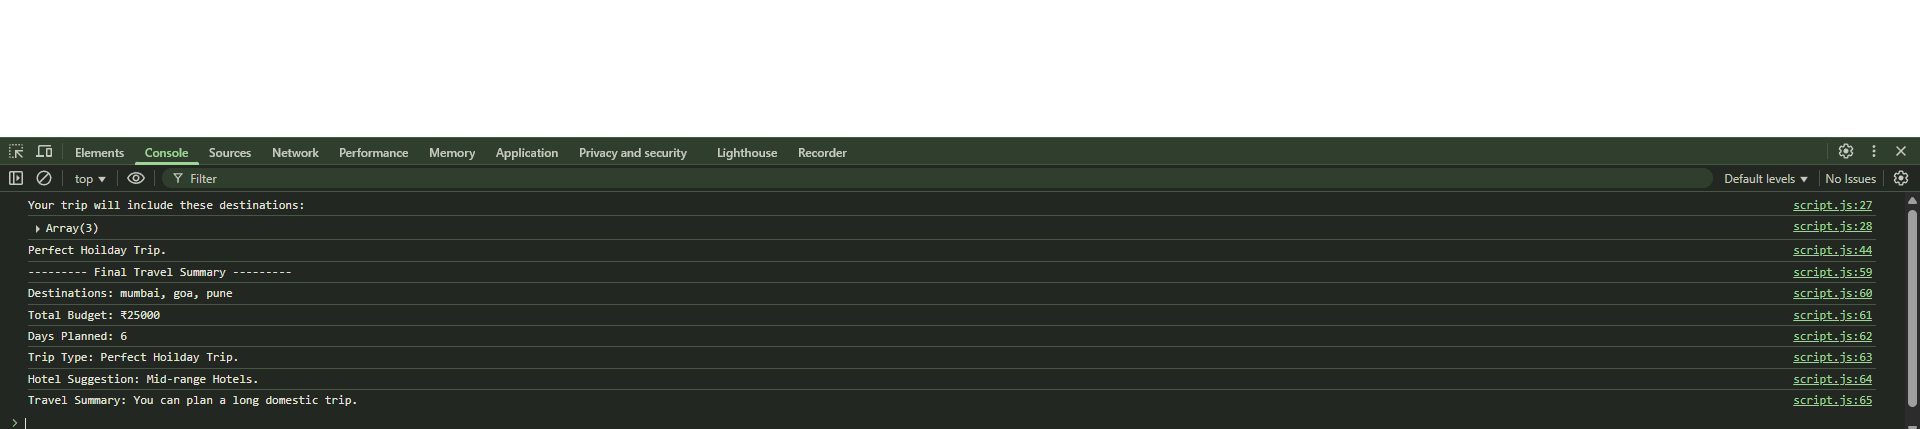 Elements Console Sources Network Performance Memory Application Privacy and security Lighthouse Recorder
top Filter Default levels No Issues
Your trip will include these destinations: script.js:27
Array(3) script.js:28
Perfect Hoilday Trip. script.js:44
--------- Final Travel Summary --------- script.js:59
Destinations: mumbai, goa, pune script.js:60
Total Budget: ₹25000 script.js:61
Days Planned: 6 script.js:62
Trip Type: Perfect Hoilday Trip. script.js:63
Hotel Suggestion: Mid-range Hotels. script.js:64
Travel Summary: You can plan a long domestic trip. script.js:65